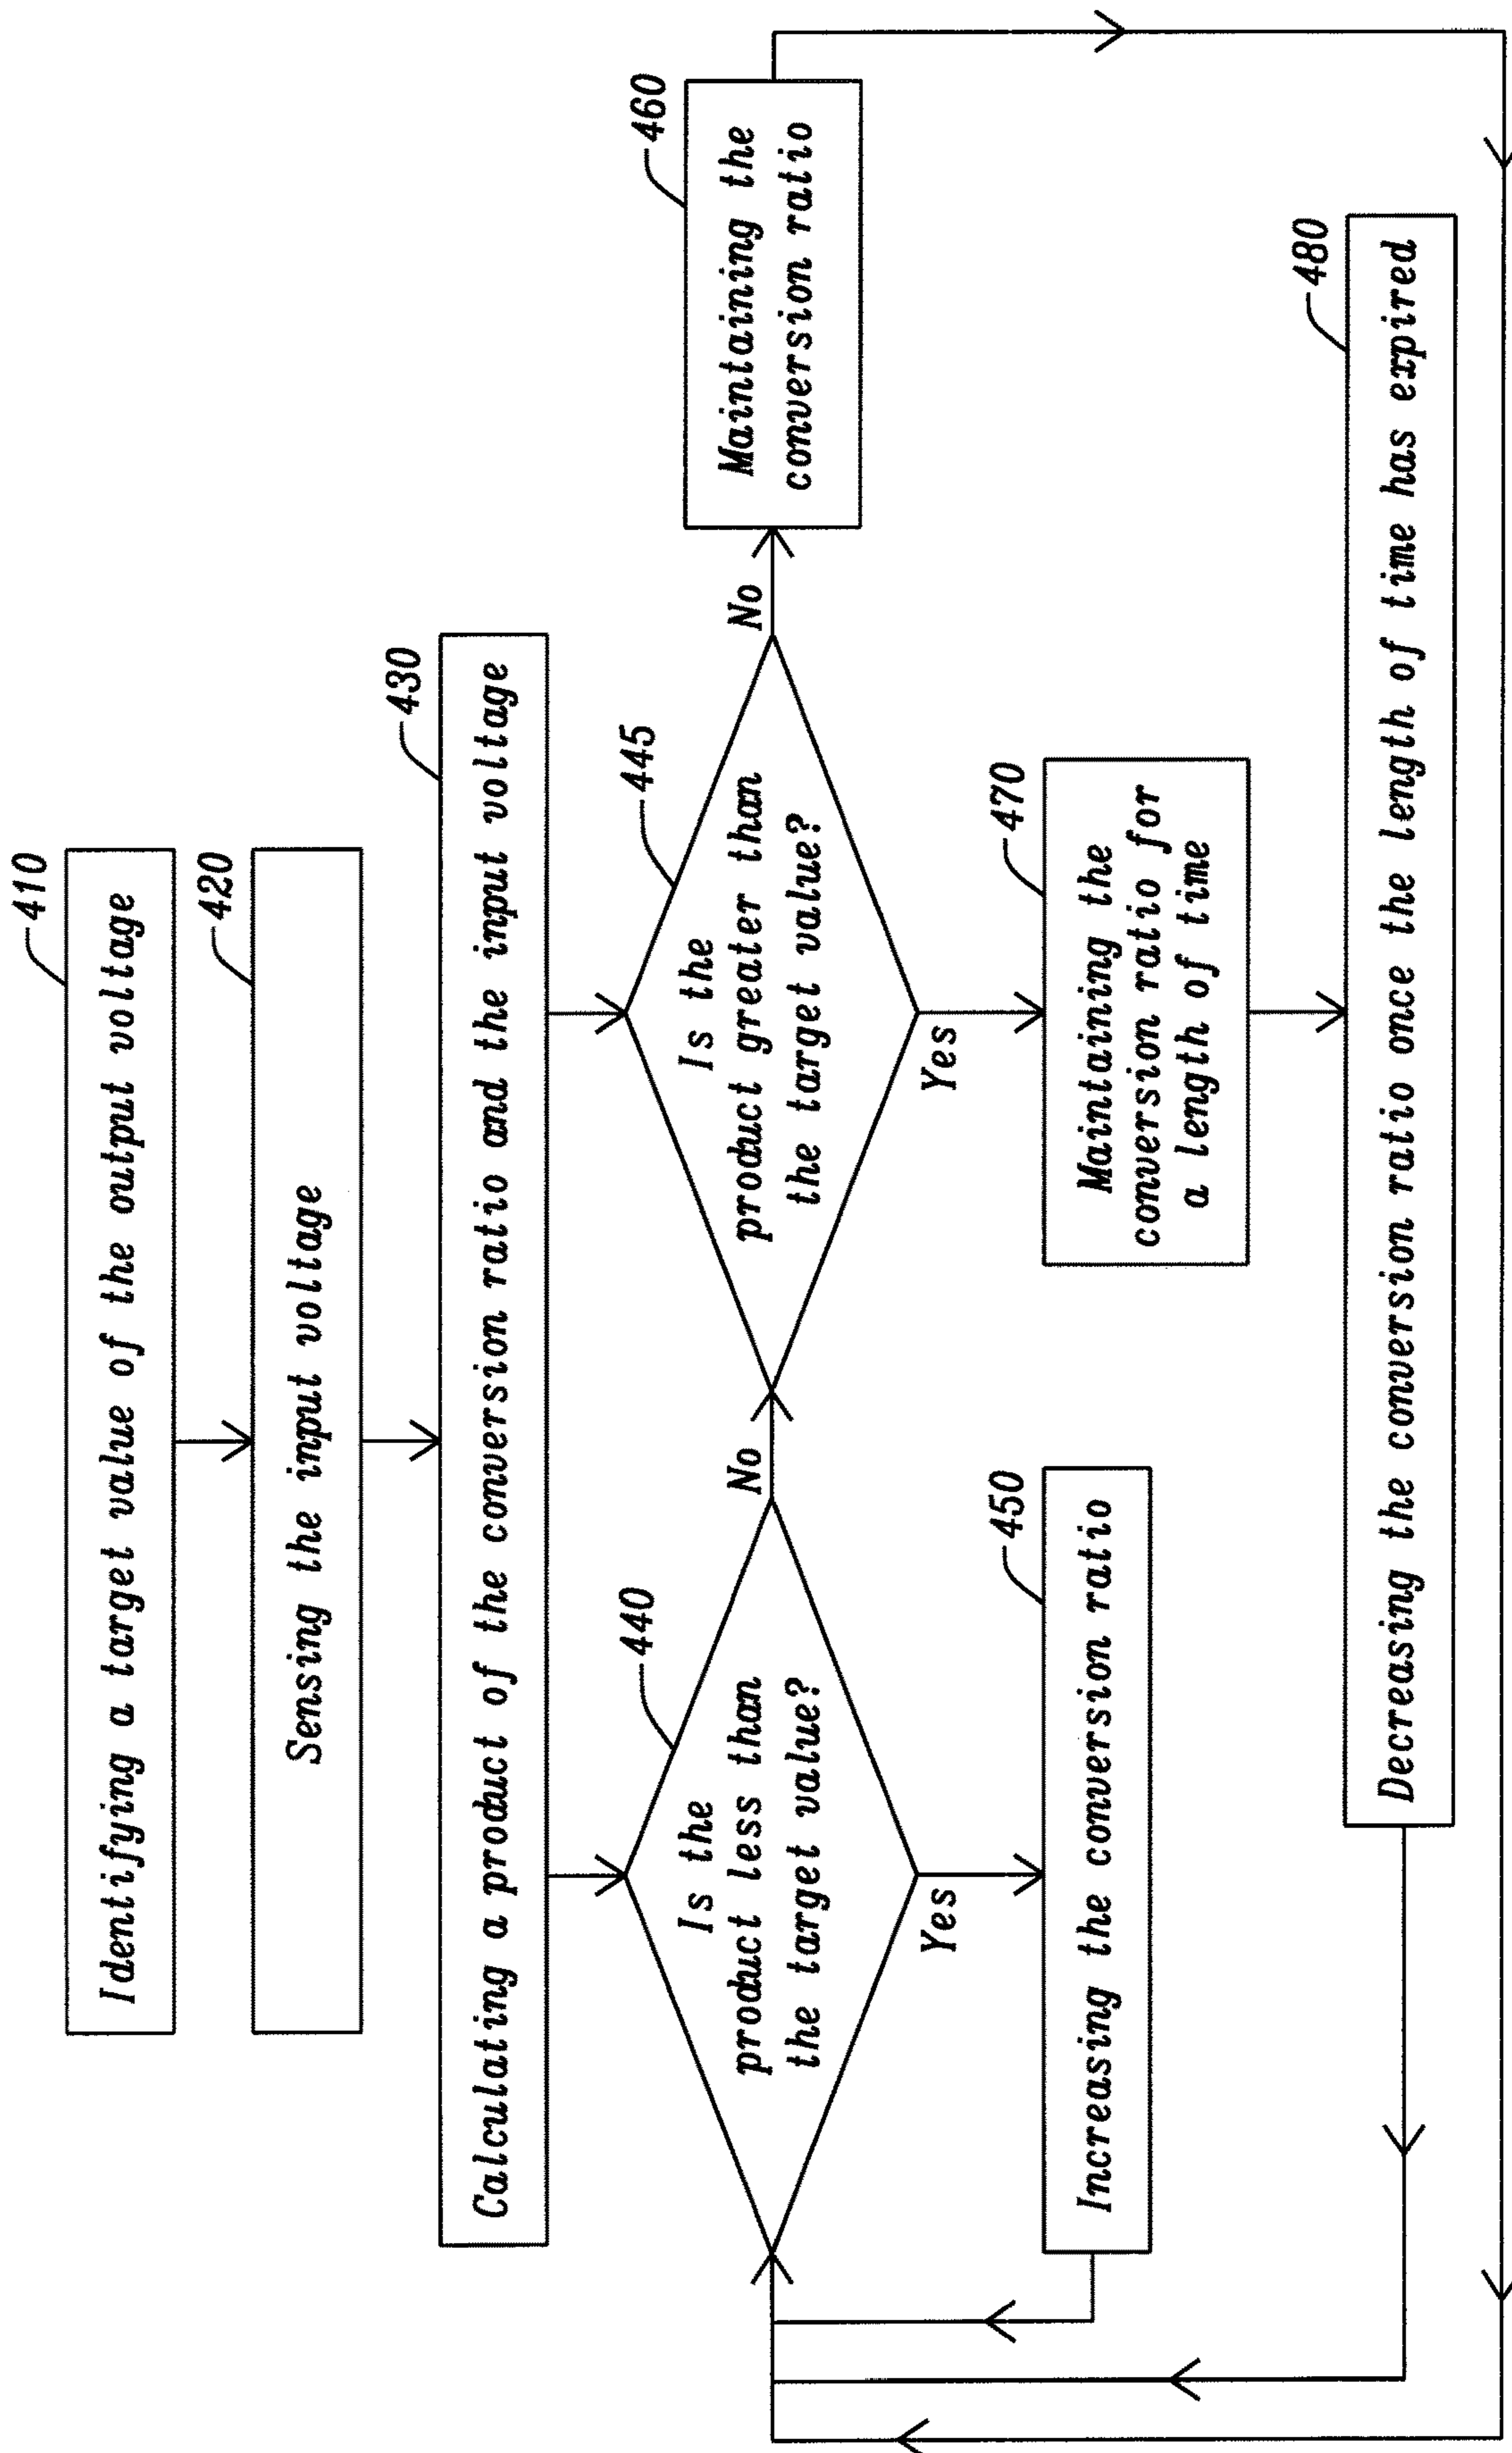 410
Identifying a target value of the output voltage
420
Sensing the input voltage
430
Calculating a product of the conversion ratio and the input voltage
440
Is the
product less than
the target value?
No
Yes
445
Is the
product greater than
the target value?
No
Yes
460
Maintaining the
conversion ratio
450
Increasing the conversion ratio
470
Maintaining the
conversion ratio for
a length of time
480
Decreasing the conversion ratio once the length of time has expired